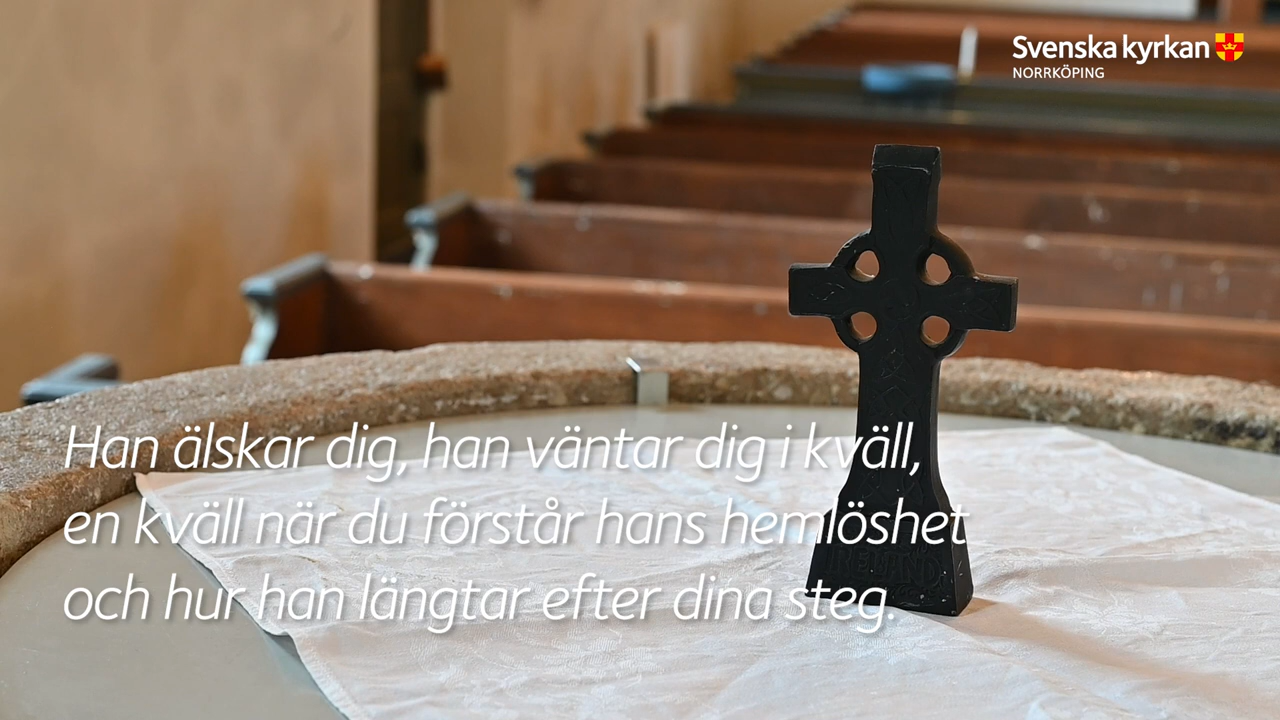 Svenska kyrkan
NORRKÖPING
Han älskar dig, han väntar dig i kväll,
en kväll när du förstår hans hemlöshet
och hur han längtar efter dina steg.
IRELAND